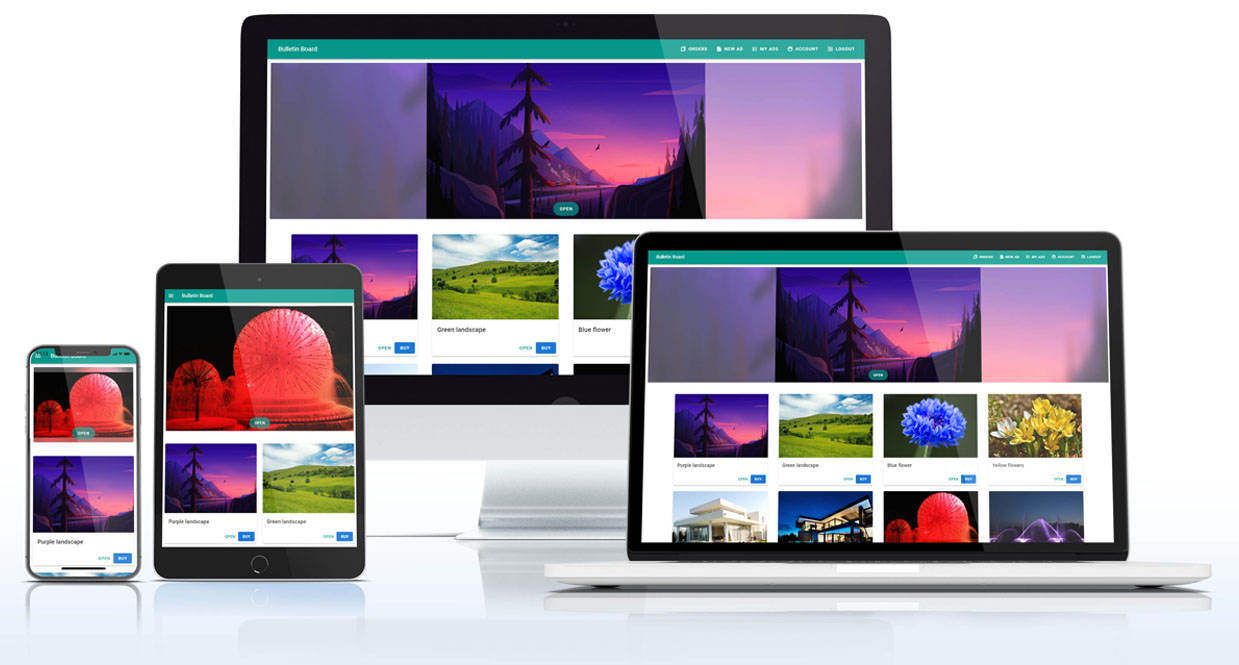 Bulletin Board
ORDERS NEW AD MY ADS ACCOUNT LOGOUT
OPEN
Green landscape
Blue flower
OPEN BUY
OPEN BUY
Bulletin Board
ORDERS NEW AD MY ADS ACCOUNT LOGOUT
OPEN
Purple landscape
Green landscape
Blue flower
Yellow flowers
OPEN BUY
OPEN BUY
OPEN BUY
OPEN BUY
Bulletin Board
OPEN
Purple landscape
Green landscape
OPEN BUY
OPEN BUY
OPEN
Purple landscape
OPEN BUY